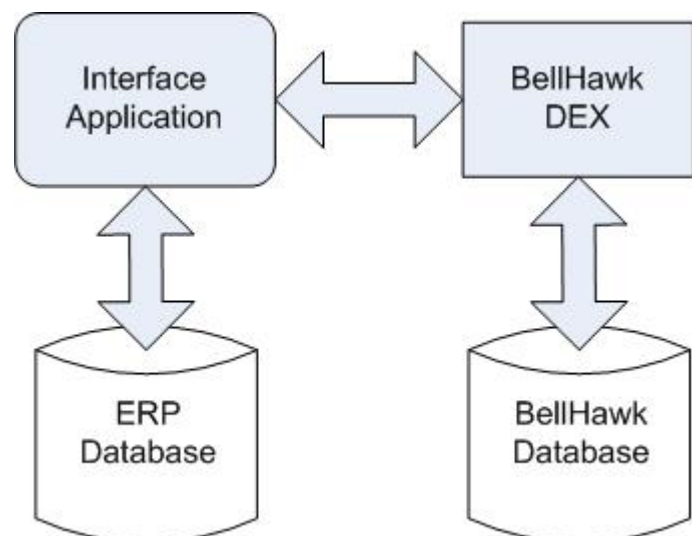 Interface
Application
BellHawk
DEX
ERP
Database
BellHawk
Database